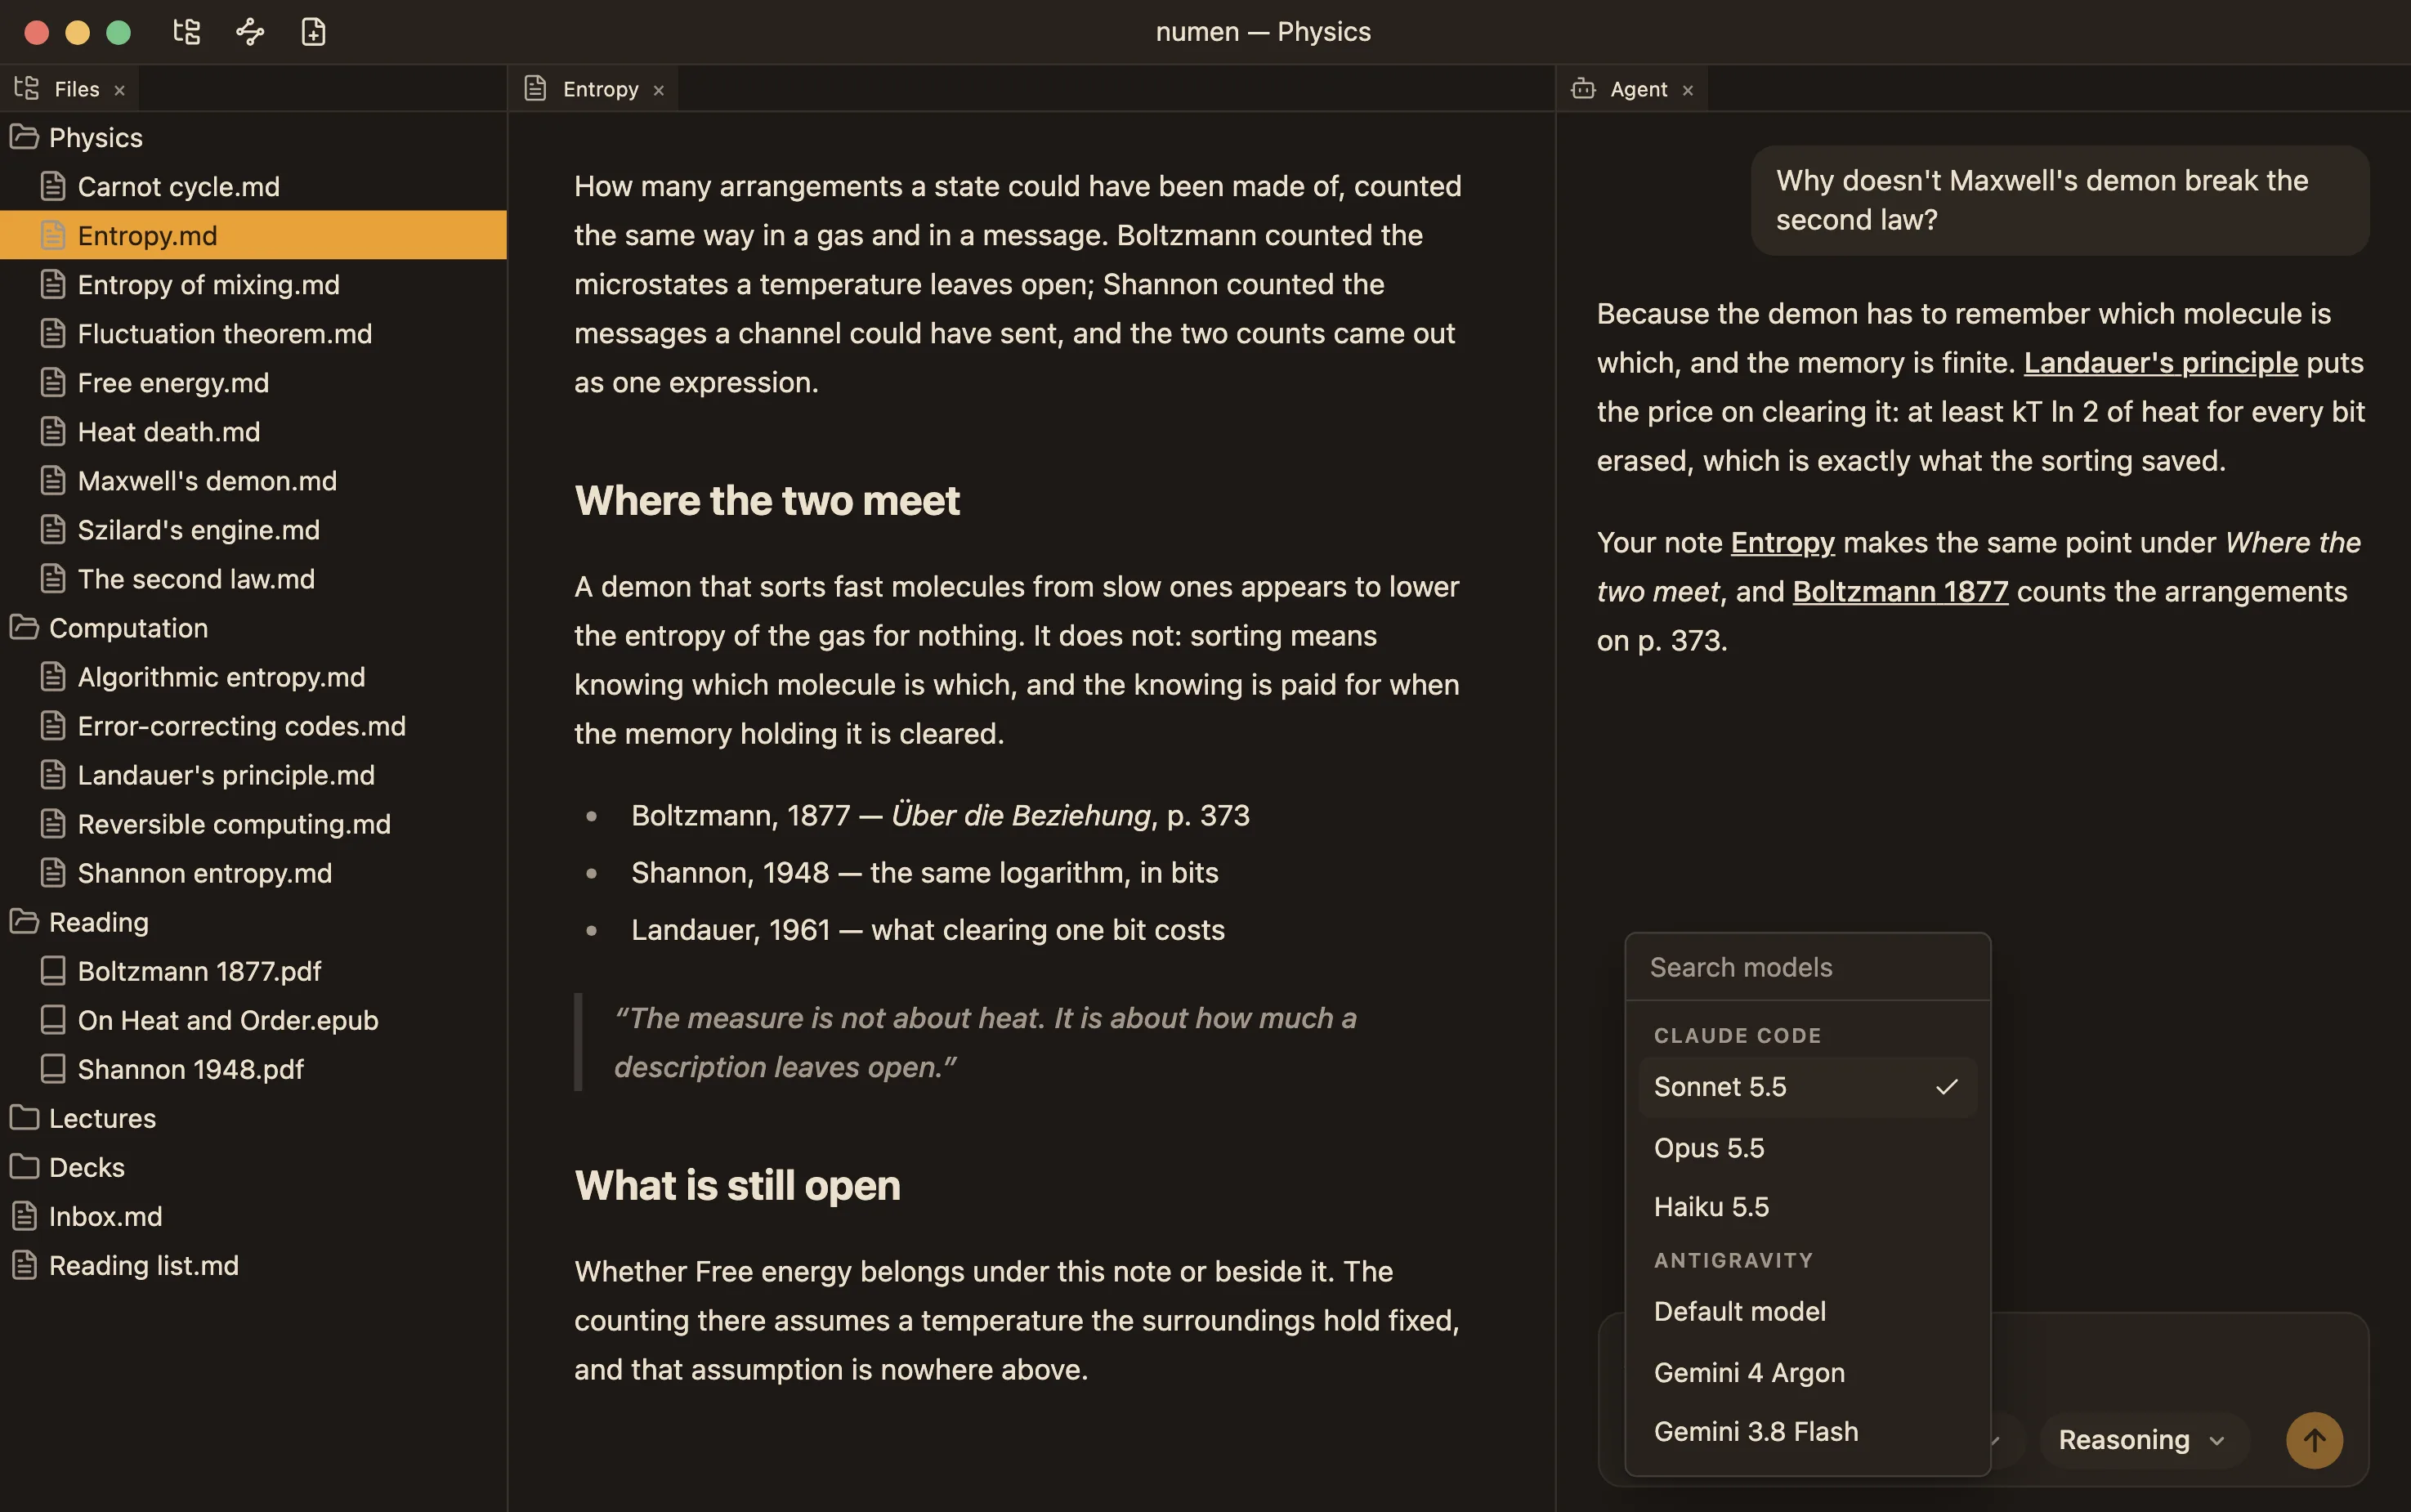 numen — Physics
Files ×
Physics
Carnot cycle.md
Entropy.md
Entropy of mixing.md
Fluctuation theorem.md
Free energy.md
Heat death.md
Maxwell's demon.md
Szilard's engine.md
The second law.md
Computation
Algorithmic entropy.md
Error-correcting codes.md
Landauer's principle.md
Reversible computing.md
Shannon entropy.md
Reading
Boltzmann 1877.pdf
On Heat and Order.epub
Shannon 1948.pdf
Lectures
Decks
Inbox.md
Reading list.md
Entropy ×
How many arrangements a state could have been made of, counted
the same way in a gas and in a message. Boltzmann counted the
microstates a temperature leaves open; Shannon counted the
messages a channel could have sent, and the two counts came out
as one expression.
Where the two meet
A demon that sorts fast molecules from slow ones appears to lower
the entropy of the gas for nothing. It does not: sorting means
knowing which molecule is which, and the knowing is paid for when
the memory holding it is cleared.
• Boltzmann, 1877 — Über die Beziehung, p. 373
• Shannon, 1948 — the same logarithm, in bits
• Landauer, 1961 — what clearing one bit costs
“The measure is not about heat. It is about how much a
description leaves open.”
What is still open
Whether Free energy belongs under this note or beside it. The
counting there assumes a temperature the surroundings hold fixed,
and that assumption is nowhere above.
Agent ×
Why doesn't Maxwell's demon break the
second law?
Because the demon has to remember which molecule is
which, and the memory is finite. Landauer's principle puts
the price on clearing it: at least kT ln 2 of heat for every bit
erased, which is exactly what the sorting saved.
Your note Entropy makes the same point under Where the
two meet, and Boltzmann 1877 counts the arrangements
on p. 373.
Search models
CLAUDE CODE
Sonnet 5.5
Opus 5.5
Haiku 5.5
ANTIGRAVITY
Default model
Gemini 4 Argon
Gemini 3.8 Flash
Reasoning